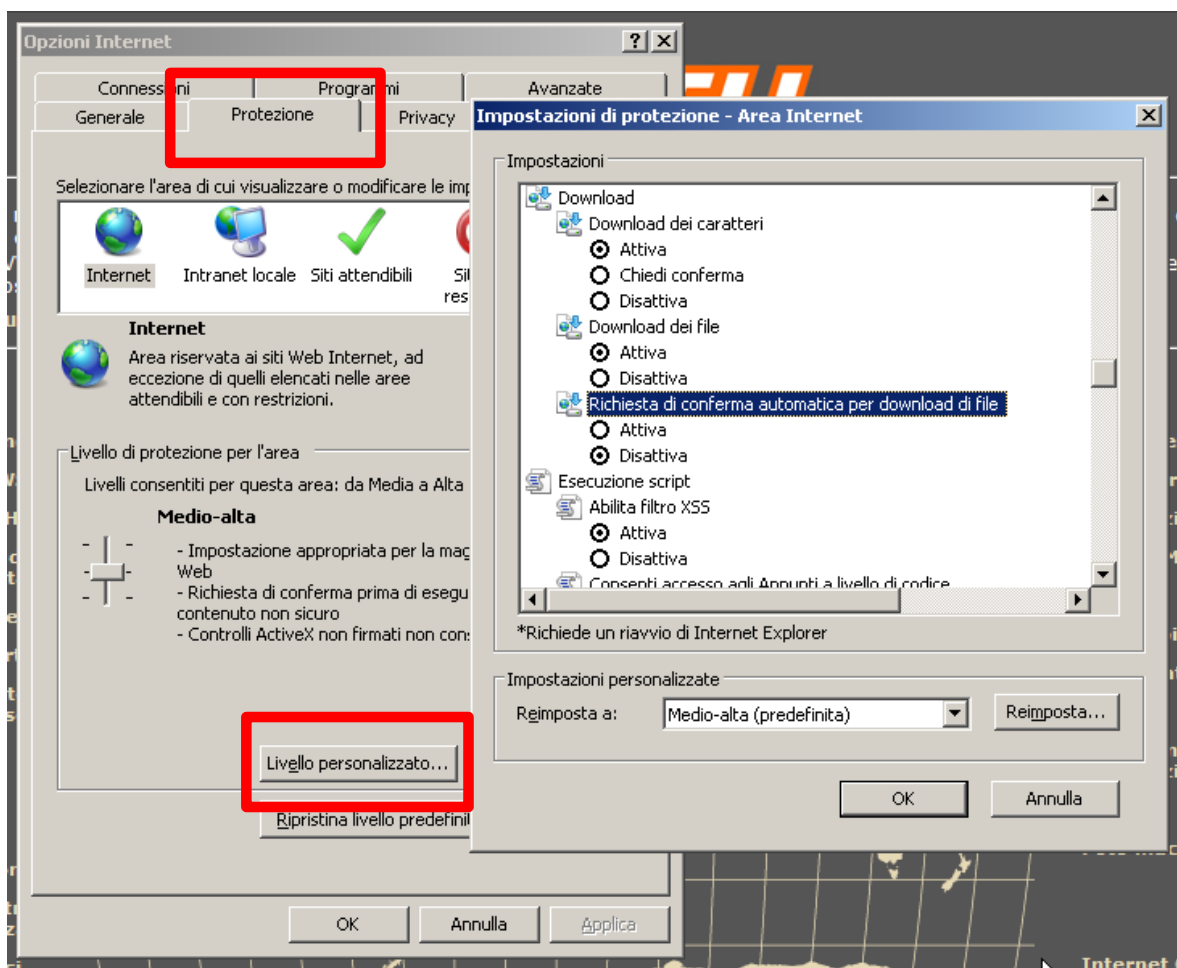 Opzioni Internet
Connessioni Programmi Avanzate
Generale Protezione Privacy
Selezionare l'area di cui visualizzare o modificare le
Internet Intranet locale Siti attendibili
Internet
Area riservata ai siti Web Internet, ad
eccezione di quelli elencati nelle aree
attendibili e con restrizioni.
Livello di protezione per l'area
Livelli consentiti per questa area: da Media a Alta
Medio-alta
- Impostazione appropriata per la
Web
- Richiesta di conferma prima di
contenuto non sicuro
- Controlli ActiveX non firmati non
Livello personalizzato...
Ripristina livello
OK Annulla Applica
Impostazioni di protezione - Area Internet
Impostazioni
Download
Download dei caratteri
Attiva
Chiedi conferma
Disattiva
Download dei file
Attiva
Disattiva
Richiesta di conferma automatica per download di file
Attiva
Disattiva
Esecuzione script
Abilita filtro XSS
Attiva
Disattiva
Consenti accesso agli Appunti a livello di codice
*Richiede un riavvio di Internet Explorer
Impostazioni personalizzate
Reimposta a: Medio-alta (predefinita) Reimposta...
OK Annulla
Internet